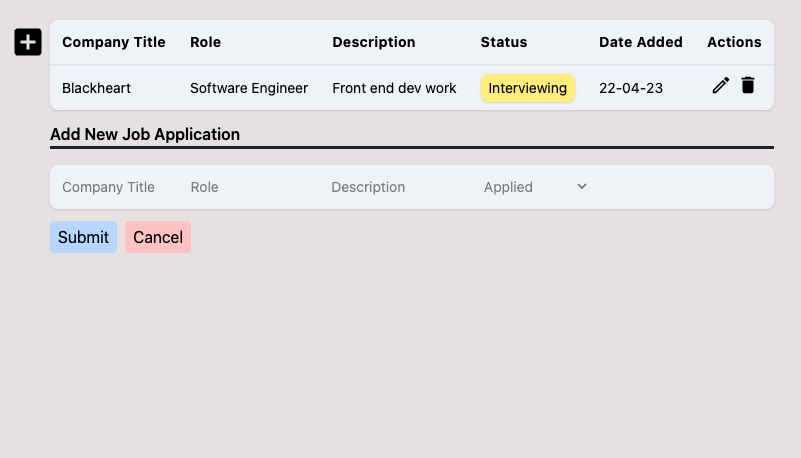 Company Title Role Description Status Date Added Actions
Blackheart Software Engineer Front end dev work Interviewing 22-04-23
Add New Job Application
Company Title Role Description Applied
Submit Cancel